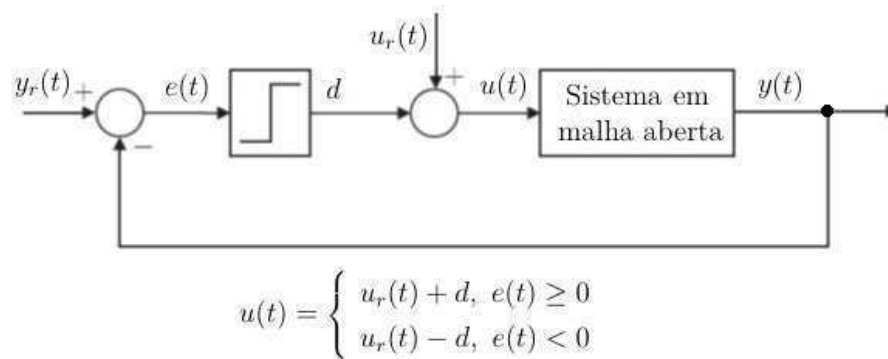 u_r(t)
y_r(t) + e(t) d + u(t) Sistema em y(t)
malha aberta
−
u(t) = { u_r(t) + d, e(t) ≥ 0
u_r(t) − d, e(t) < 0